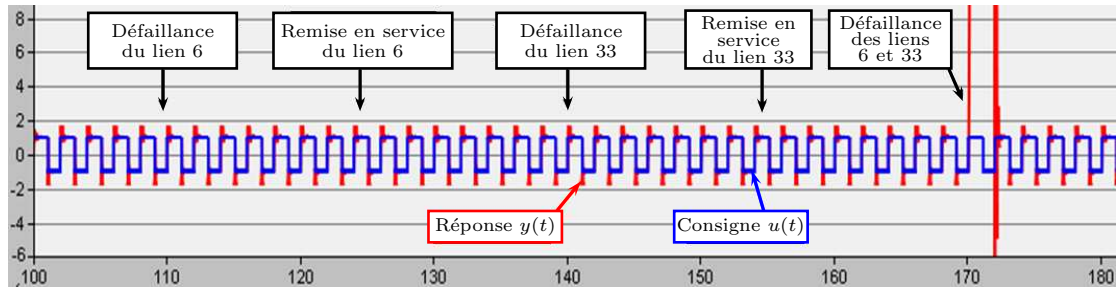 Défaillance
du lien 6
Remise en service
du lien 6
Défaillance
du lien 33
Remise en
service
du lien 33
Défaillance
des liens
6 et 33
8
6
4
2
0
-2
-4
-6
Réponse y(t)
Consigne u(t)
100 110 120 130 140 150 160 170 180